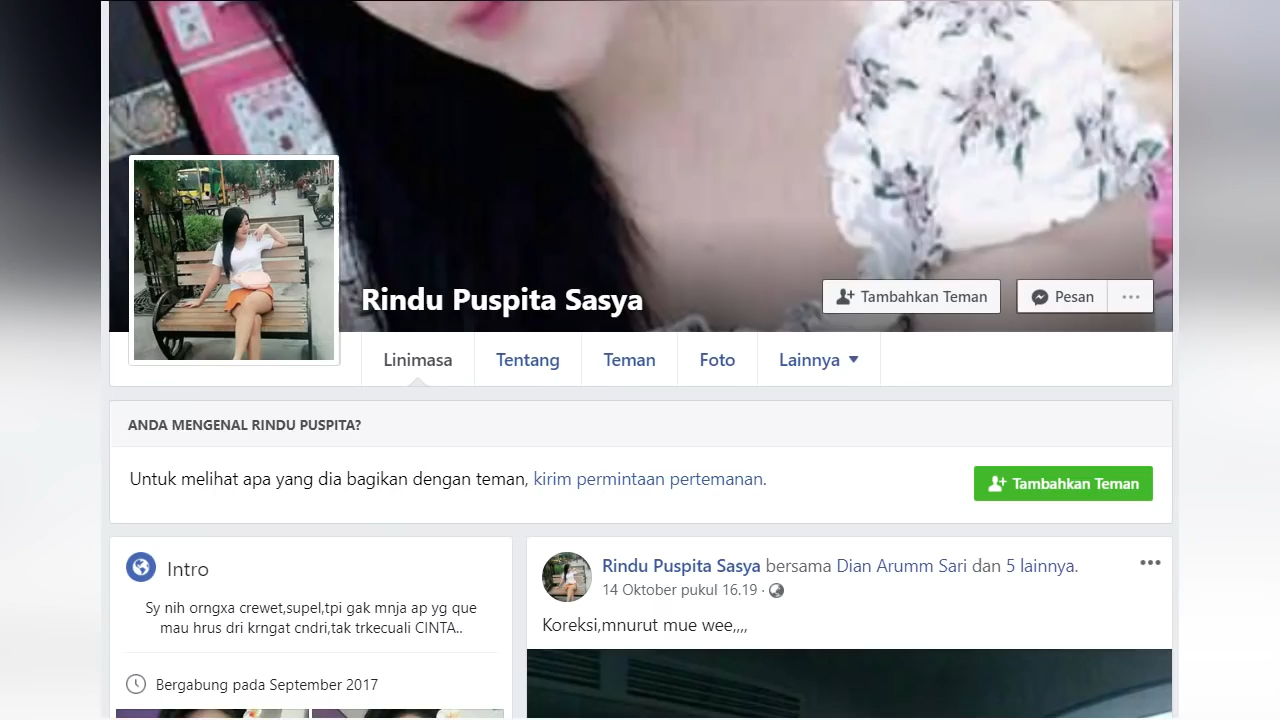 Rindu Puspita Sasya
Tambahkan Teman
Pesan
Linimasa
Tentang
Teman
Foto
Lainnya
ANDA MENGENAL RINDU PUSPITA?
Untuk melihat apa yang dia bagikan dengan teman, kirim permintaan pertemanan.
Tambahkan Teman
Intro
Sy nih orngxa crewet,supel,tpi gak mnja ap yg que
mau hrus dri krngat cndri,tak trkecuali CINTA..
Bergabung pada September 2017
Rindu Puspita Sasya bersama Dian Arumm Sari dan 5 lainnya.
14 Oktober pukul 16.19 ·
Koreksi,mnurut mue wee,,,,